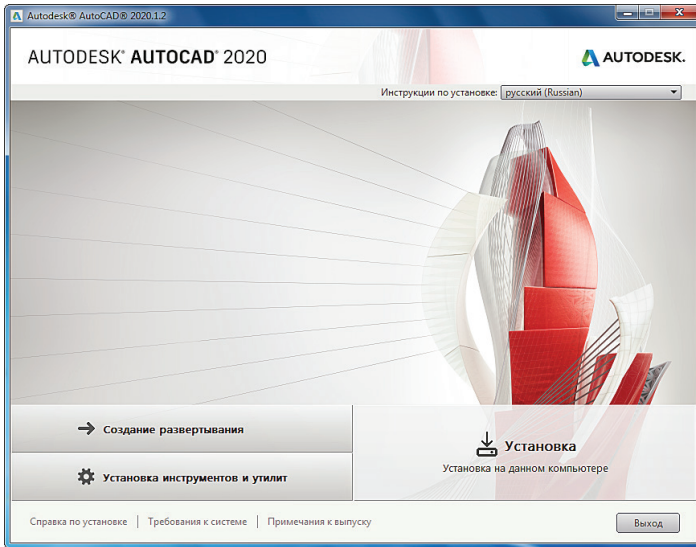 Autodesk® AutoCAD® 2020.1.2
AUTODESK® AUTOCAD® 2020
AUTODESK.
Инструкции по установке: русский (Russian)
Создание развертывания
Установка инструментов и утилит
Установка
Установка на данном компьютере
Справка по установке | Требования к системе | Примечания к выпуску
Выход